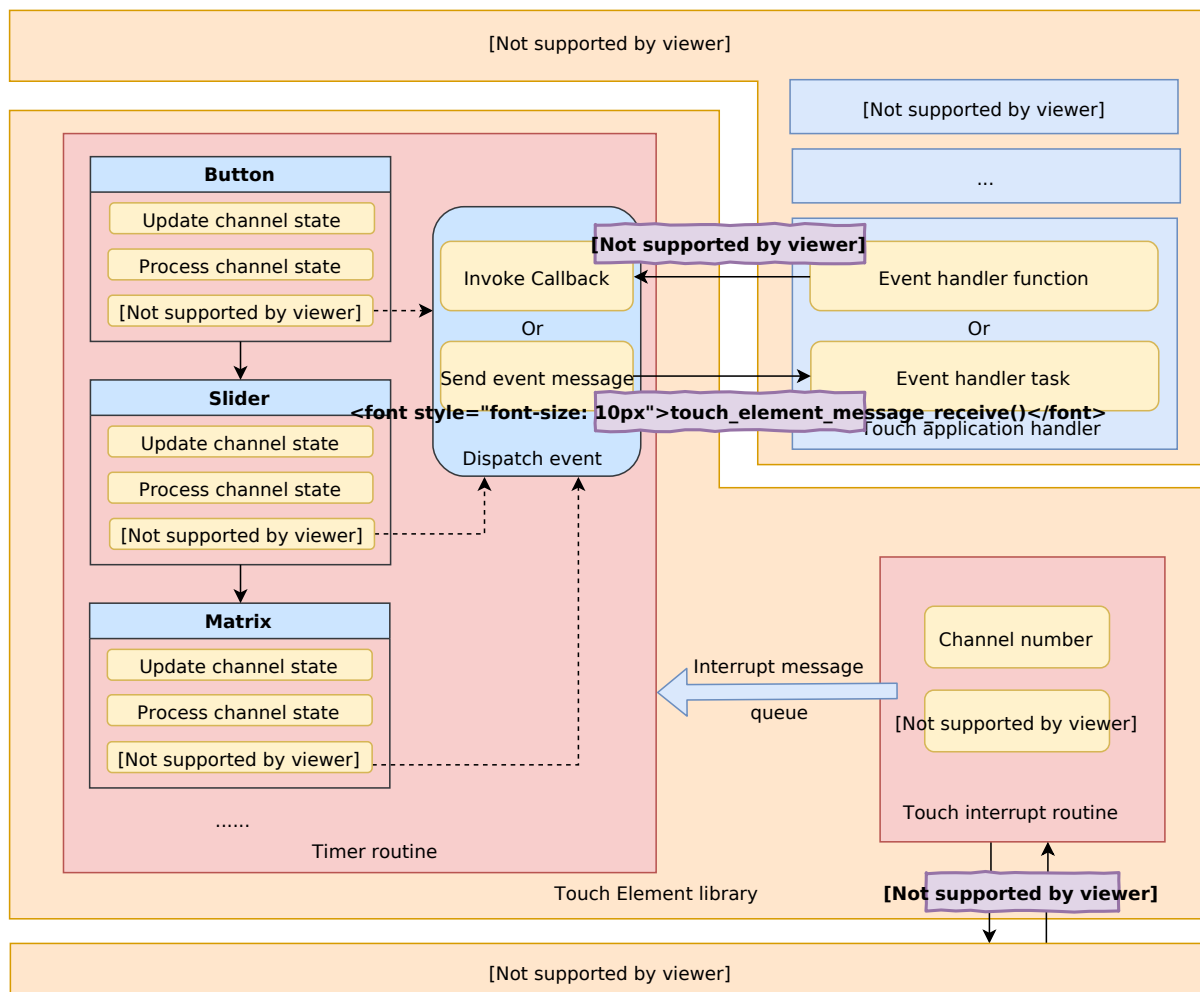 [Not supported by viewer]
[Not supported by viewer]
...
Button
Update channel state
Process channel state
[Not supported by viewer]
Slider
Update channel state
Process channel state
[Not supported by viewer]
Matrix
Update channel state
Process channel state
[Not supported by viewer]
......
Timer routine
Invoke Callback
Or
Send event message
Dispatch event
[Not supported by viewer]
Event handler function
Or
Event handler task
<font style="font-size: 10px">touch_element_message_receive()</font>
Touch application handler
Interrupt message
queue
Channel number
[Not supported by viewer]
Touch interrupt routine
[Not supported by viewer]
Touch Element library
[Not supported by viewer]